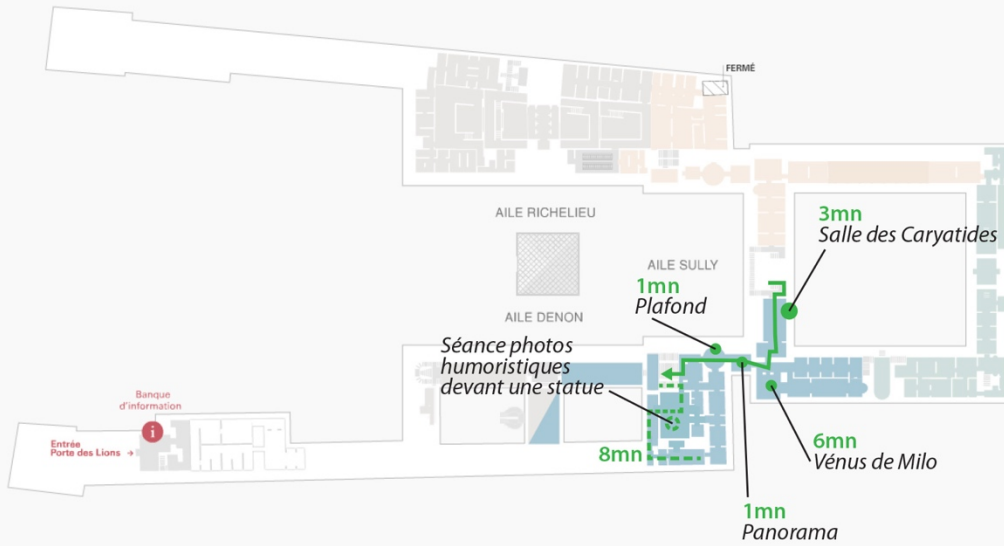 FERMÉ
AILE RICHELIEU
3mn
Salle des Caryatides
AILE SULLY
1mn
Plafond
AILE DENON
Séance photos
humoristiques
devant une statue
Banque
d'information
i
Entrée
Porte des Lions
8mn
6mn
Vénus de Milo
1mn
Panorama